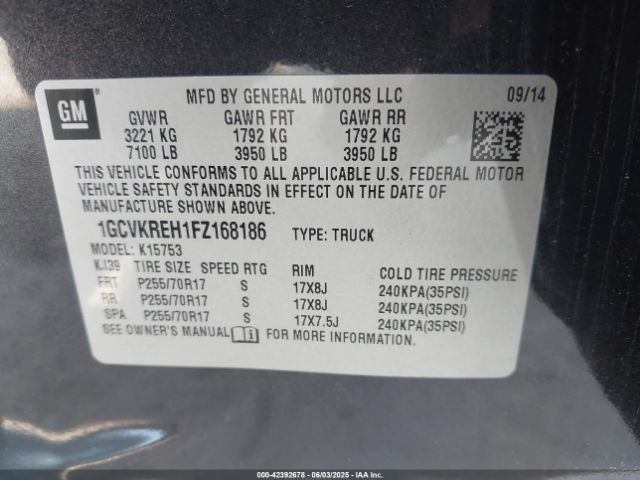 GM
MFD BY GENERAL MOTORS LLC 09/14
GVWR GAWR FRT GAWR RR
3221 KG 1792 KG 1792 KG
7100 LB 3950 LB 3950 LB
THIS VEHICLE CONFORMS TO ALL APPLICABLE U.S. FEDERAL MOTOR
VEHICLE SAFETY STANDARDS IN EFFECT ON THE DATE OF
MANUFACTURE SHOWN ABOVE.
1GCVKREH1FZ168186 TYPE: TRUCK
MODEL: K15753
KJ39 TIRE SIZE SPEED RTG RIM COLD TIRE PRESSURE
FRT P255/70R17 S 17X8J 240KPA(35PSI)
RR P255/70R17 S 17X8J 240KPA(35PSI)
SPA P255/70R17 S 17X7.5J 240KPA(35PSI)
SEE OWNER'S MANUAL FOR MORE INFORMATION.
000-42392678 - 06/03/2025 - IAA Inc.